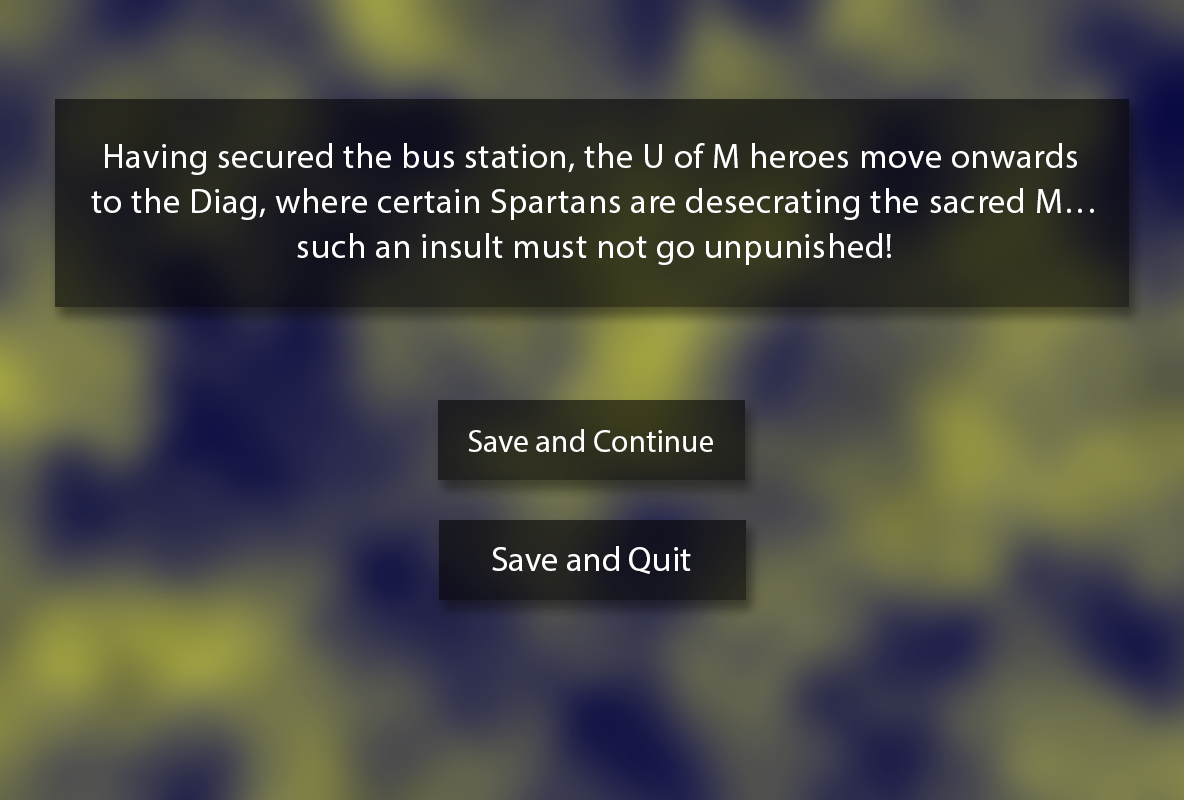 Having secured the bus station, the U of M heroes move onwards
to the Diag, where certain Spartans are desecrating the sacred M...
such an insult must not go unpunished!
Save and Continue
Save and Quit